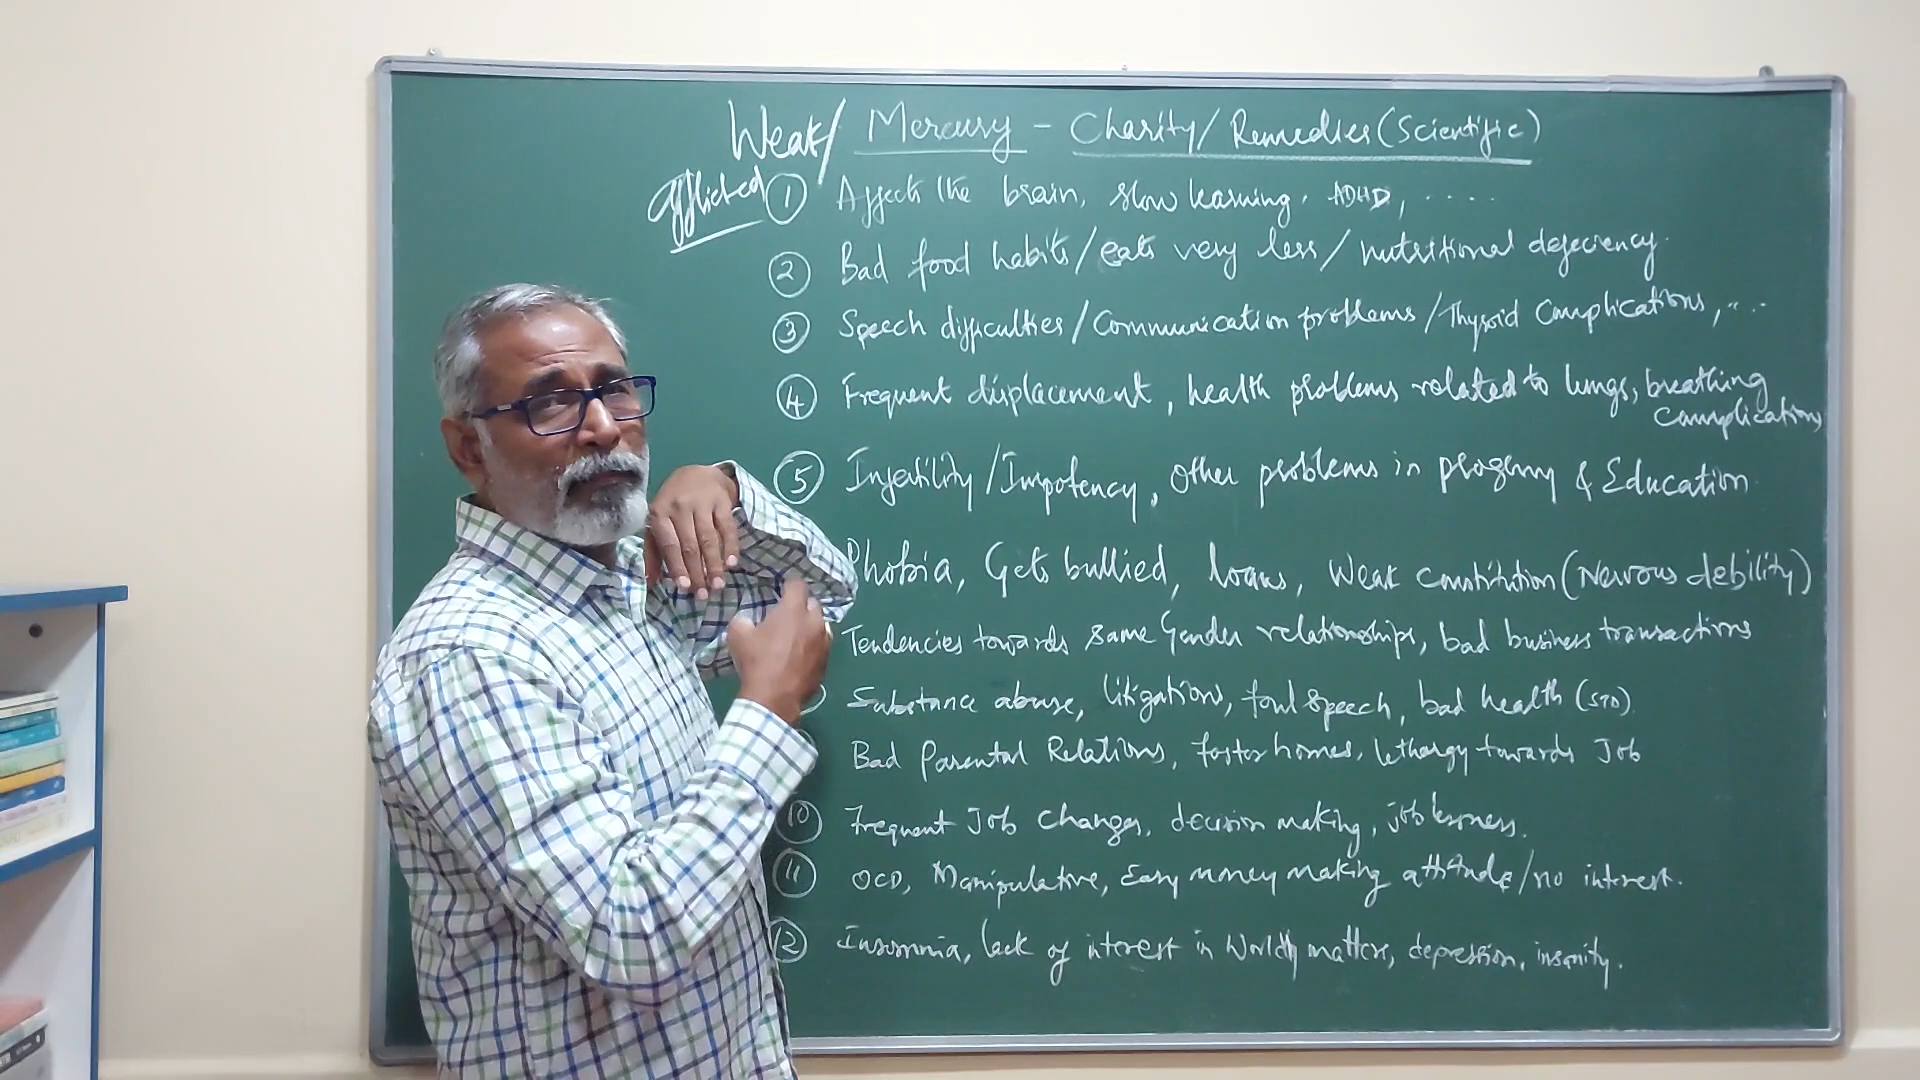 Weak/ Mercury - Charity/Remedies (Scientific)
afflicted
1 Affects the brain, slow learning, ADHD, .....
2 Bad food habits/eats very less/nutritional defeciency.
3 Speech difficulties/Communication problems/Thyroid Complications, ...
4 Frequent displacement, health problems related to lungs, breathing
complications
5 Infertility/Impotency, Other problems in progeny & Education
Phobia, Gets bullied, loans, Weak constitution (Nervous debility)
Tendencies towards same Gender relationships, bad business transactions
Substance abuse, litigations, foul speech, bad health (STD).
Bad Parental Relations, foster homes, lethargy towards Job
10 Frequent Job changes, decision making, joblessness.
11 OCD, Manipulative, Easy money making attitude/no interest.
12 Insomnia, lack of interest in Worldly matters, depression, insanity.